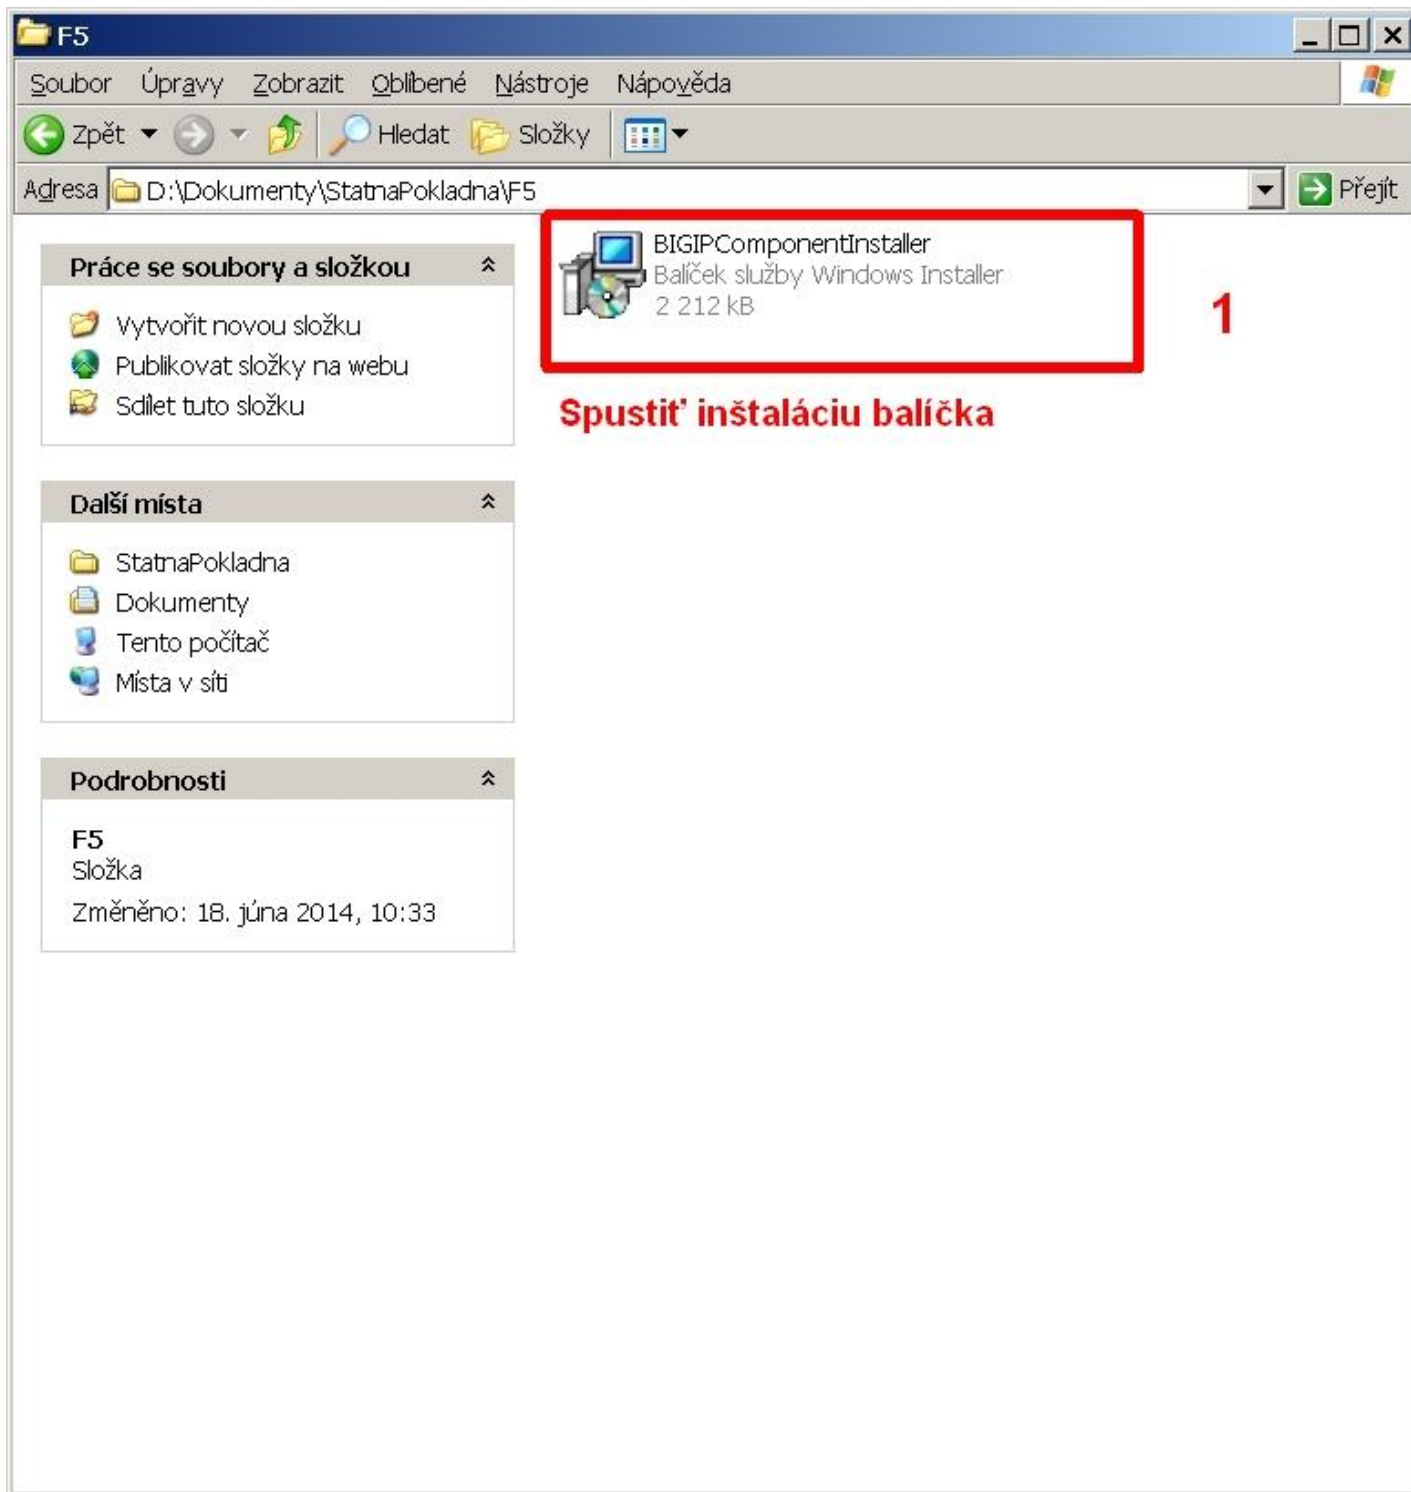 F5
Soubor Úpravy Zobrazit Oblíbené Nástroje Nápověda
Zpět Hledat Složky
Adresa D:\Dokumenty\StatnaPokladna\F5 Přejít
BIGIPComponentInstaller
Balíček služby Windows Installer
2 212 kB
1
Spustiť inštaláciu balíčka
Práce se soubory a složkou
Vytvořit novou složku
Publikovat složky na webu
Sdílet tuto složku
Další místa
StatnaPokladna
Dokumenty
Tento počítač
Místa v síti
Podrobnosti
F5
Složka
Změněno: 18. júna 2014, 10:33